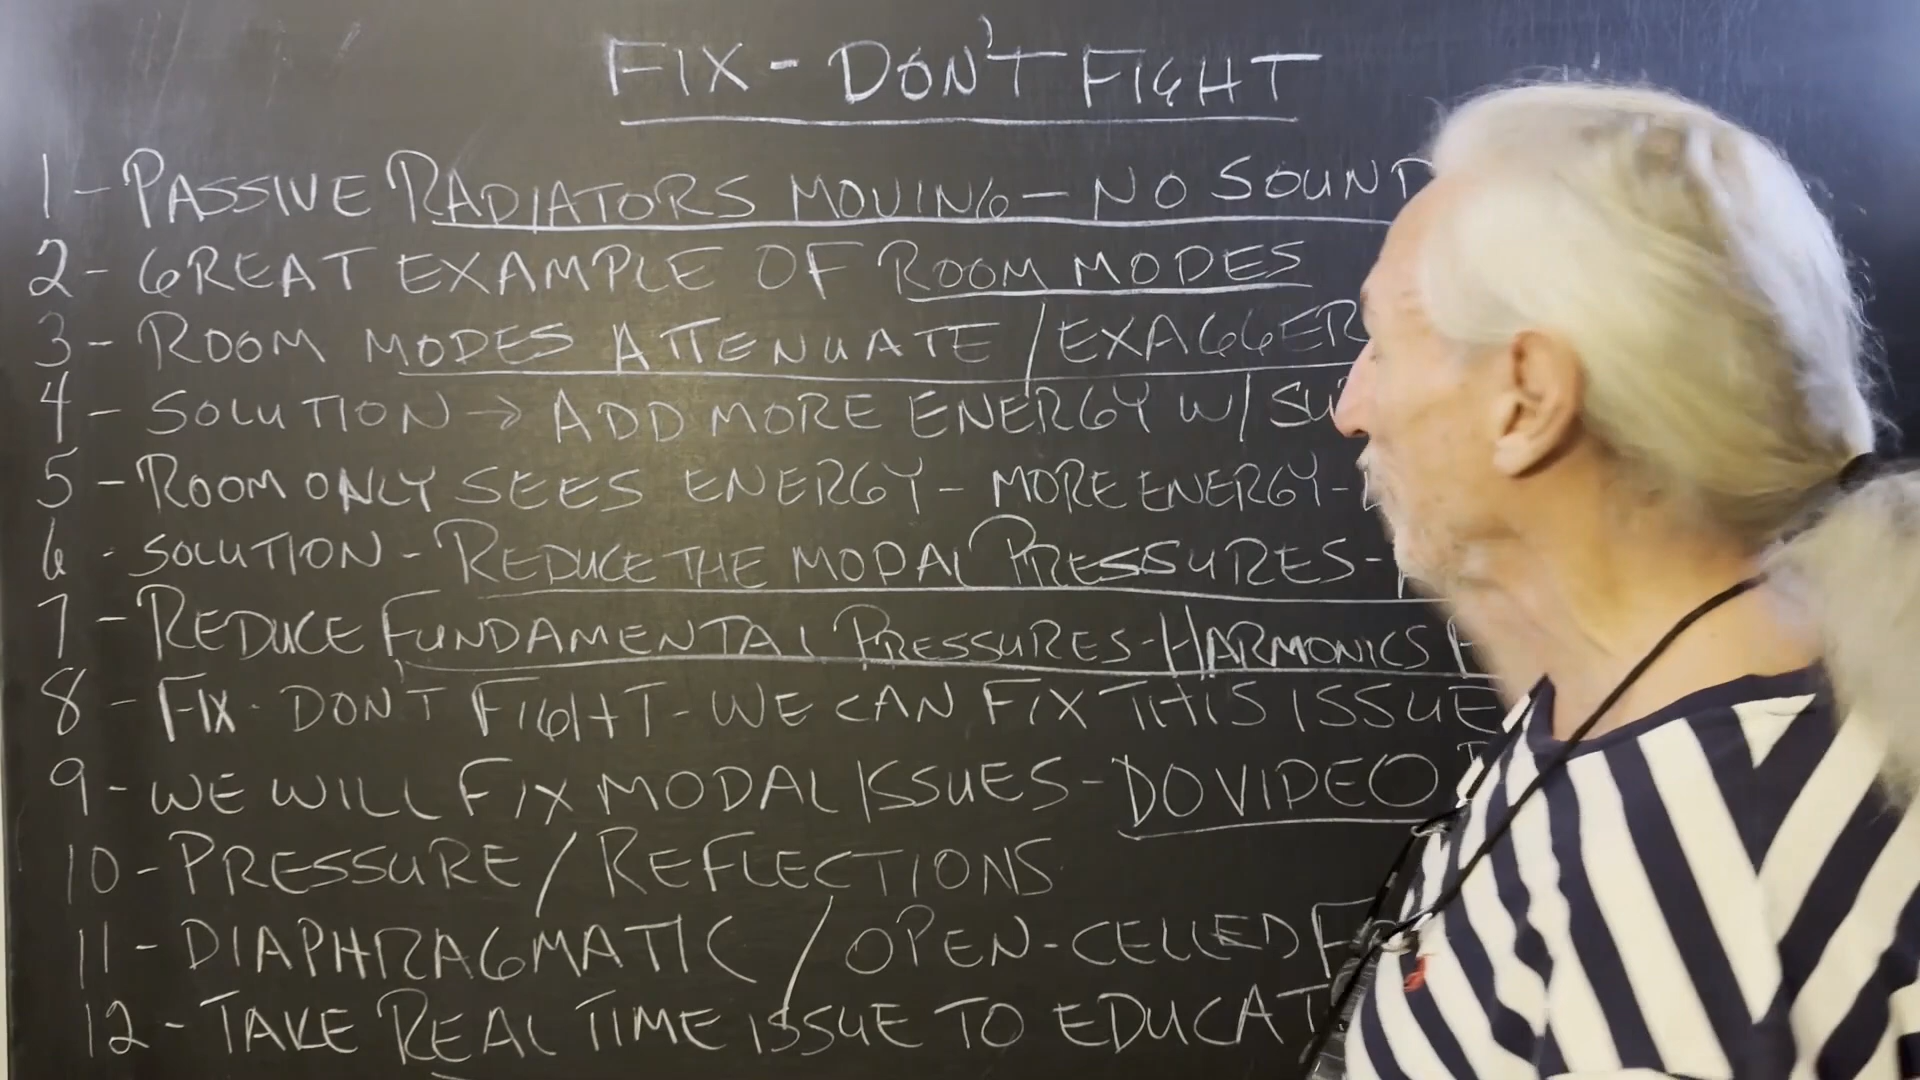 FIX - DON'T FIGHT
1 - PASSIVE RADIATORS MOVING - NO SOUND
2 - GREAT EXAMPLE OF ROOM MODES
3 - ROOM MODES ATTENUATE / EXAGGER
4 - SOLUTION → ADD MORE ENERGY W/
5 - ROOM ONLY SEES ENERGY - MORE ENERGY -
6 - SOLUTION - REDUCE THE MODAL PRESSURES -
7 - REDUCE FUNDAMENTAL PRESSURES - HARMONICS
8 - FIX - DON'T FIGHT - WE CAN FIX THIS ISSUE
9 - WE WILL FIX MODAL ISSUES - DO VIDEO
10 - PRESSURE / REFLECTIONS
11 - DIAPHRAGMATIC / OPEN-CELLED
12 - TAKE REAL TIME ISSUE TO EDUCAT